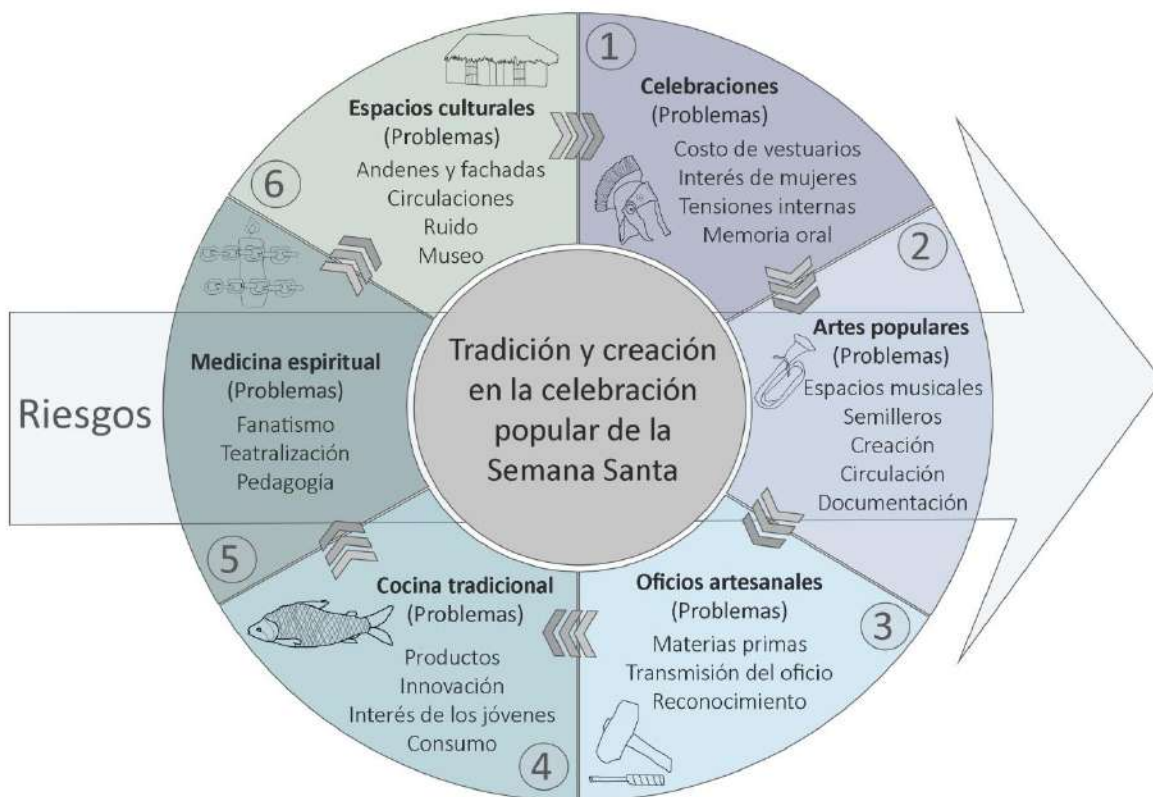 1
Celebraciones
(Problemas)
Costo de vestuarios
Interés de mujeres
Tensiones internas
Memoria oral
2
Artes populares
(Problemas)
Espacios musicales
Semilleros
Creación
Circulación
Documentación
3
Oficios artesanales
(Problemas)
Materias primas
Transmisión del oficio
Reconocimiento
4
Cocina tradicional
(Problemas)
Productos
Innovación
Interés de los jóvenes
Consumo
5
Medicina espiritual
(Problemas)
Fanatismo
Teatralización
Pedagogía
6
Espacios culturales
(Problemas)
Andenes y fachadas
Circulaciones
Ruido
Museo
Tradición y creación
en la celebración
popular de la
Semana Santa
Riesgos